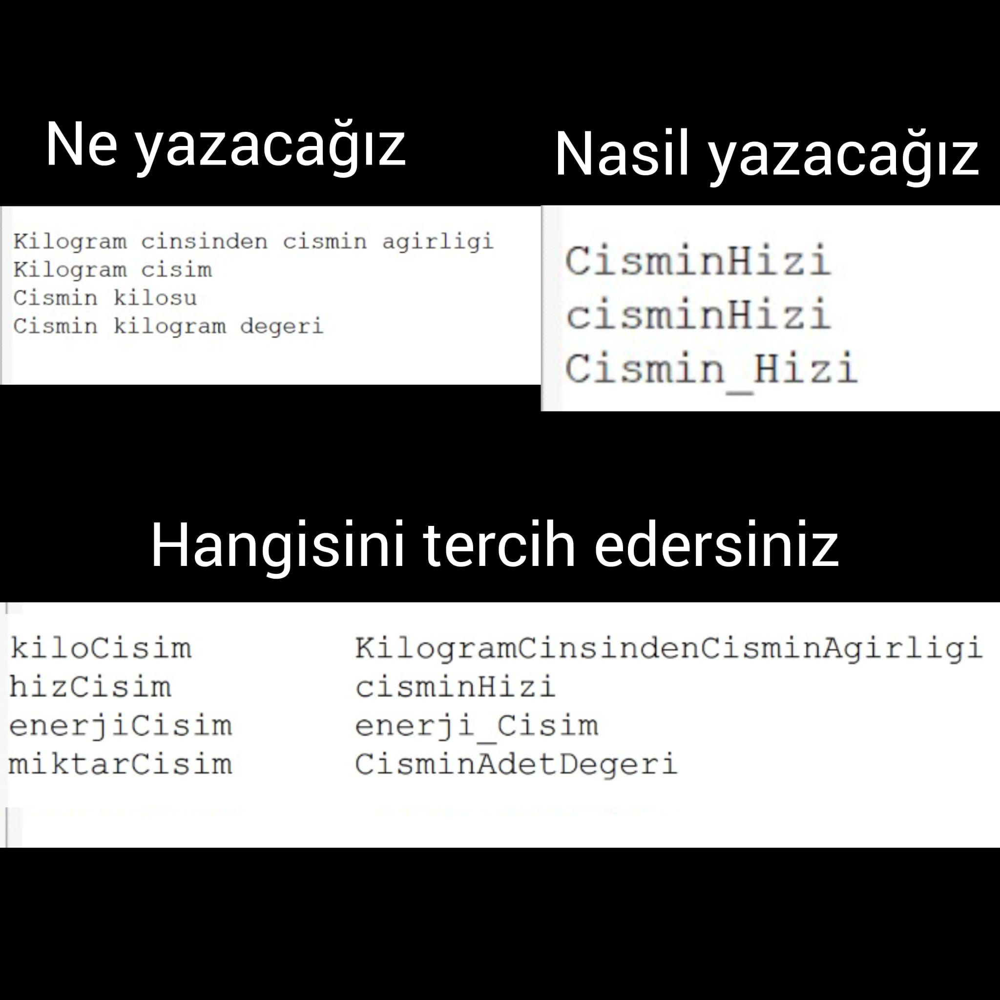 Ne yazacağız
Kilogram cinsinden cismin agirligi
Kilogram cisim
Cismin kilosu
Cismin kilogram degeri
Nasil yazacağız
CisminHizi
cisminHizi
Cismin_Hizi
Hangisini tercih edersiniz
kiloCisim
hizCisim
enerjiCisim
miktarCisim
KilogramCinsindenCisminAgirligi
cisminHizi
enerji_Cisim
CisminAdetDegeri